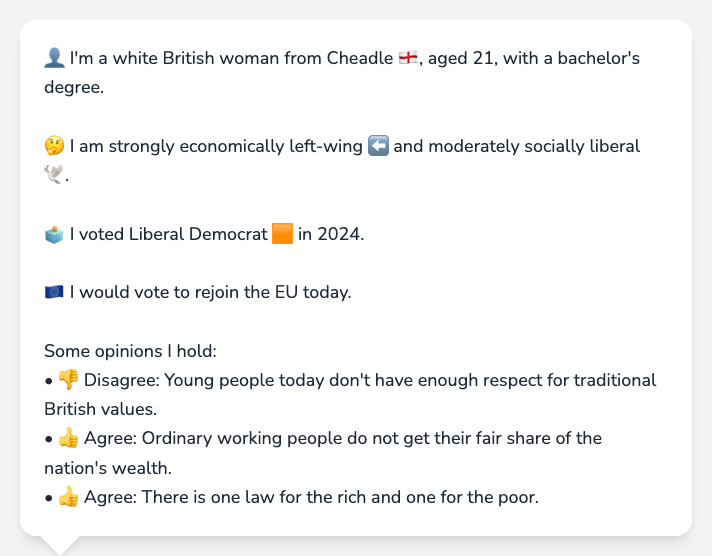 👤 I'm a white British woman from Cheadle 🏴󠁧󠁢󠁥󠁮󠁧󠁿, aged 21, with a bachelor's
degree.
🤔 I am strongly economically left-wing ⬅️ and moderately socially liberal
🕊️.
🗳️ I voted Liberal Democrat 🟧 in 2024.
🇪🇺 I would vote to rejoin the EU today.
Some opinions I hold:
• 👎 Disagree: Young people today don't have enough respect for traditional
British values.
• 👍 Agree: Ordinary working people do not get their fair share of the
nation's wealth.
• 👍 Agree: There is one law for the rich and one for the poor.